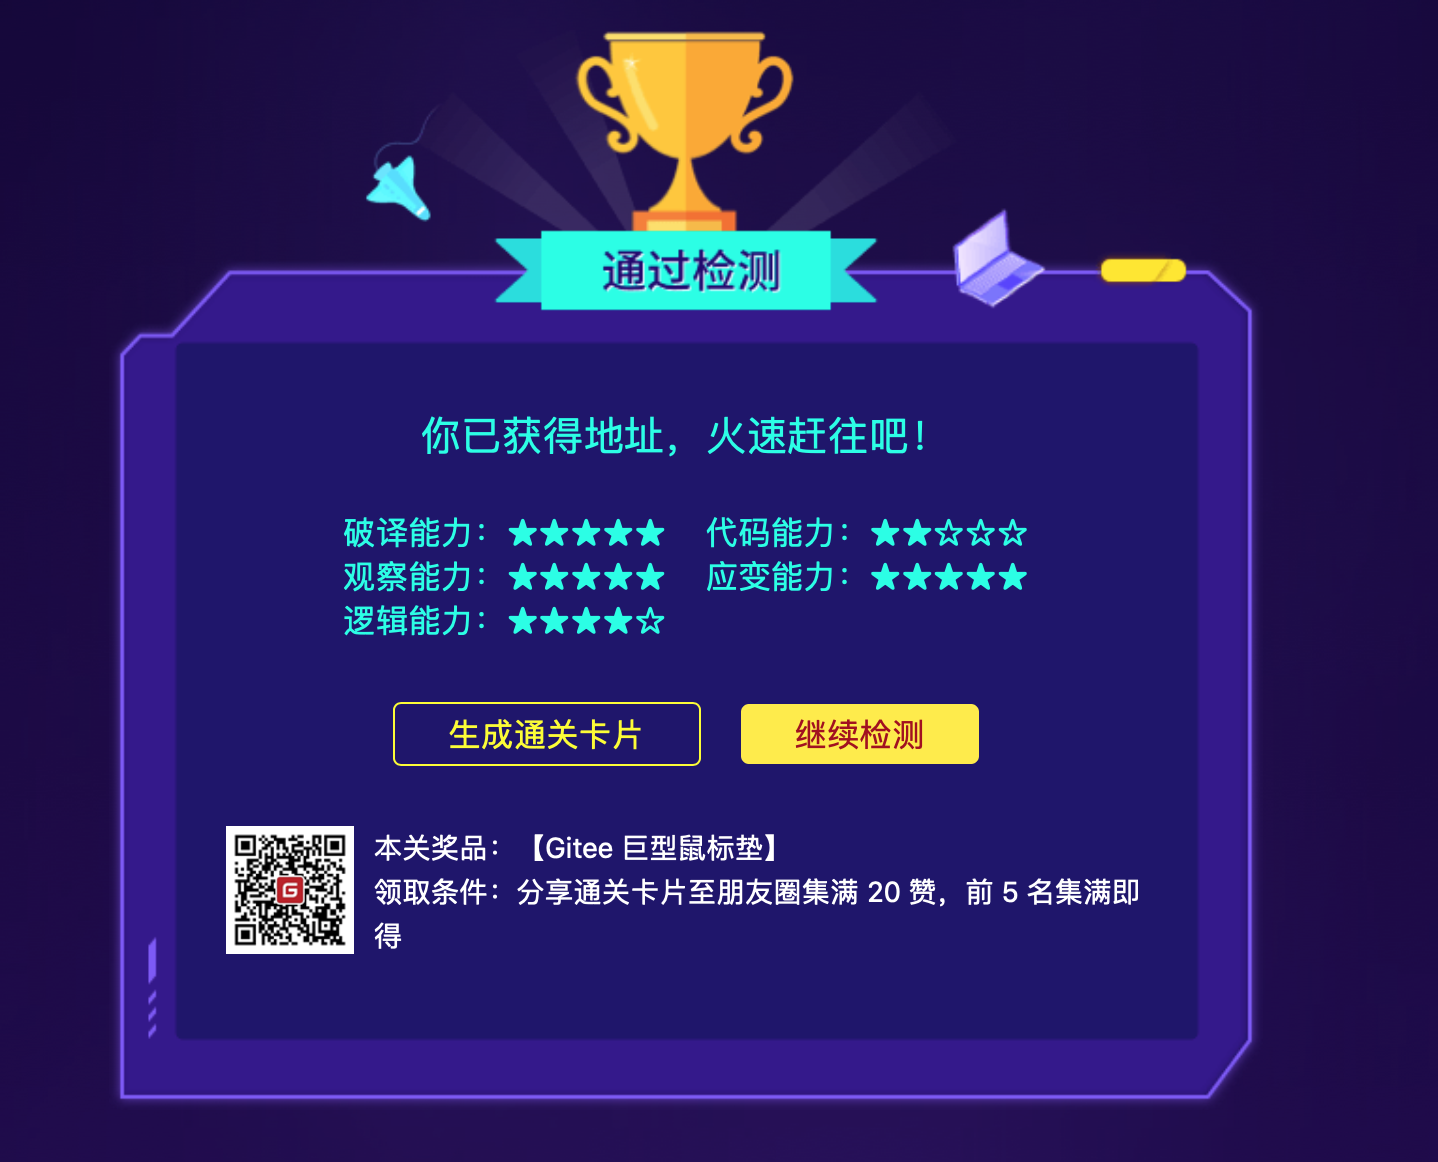 通过检测
你已获得地址，火速赶往吧！
破译能力：★★★★★ 代码能力：★★☆☆☆
观察能力：★★★★★ 应变能力：★★★★★
逻辑能力：★★★★☆
生成通关卡片 继续检测
本关奖品：【Gitee 巨型鼠标垫】
领取条件：分享通关卡片至朋友圈集满 20 赞，前 5 名集满即
得
G